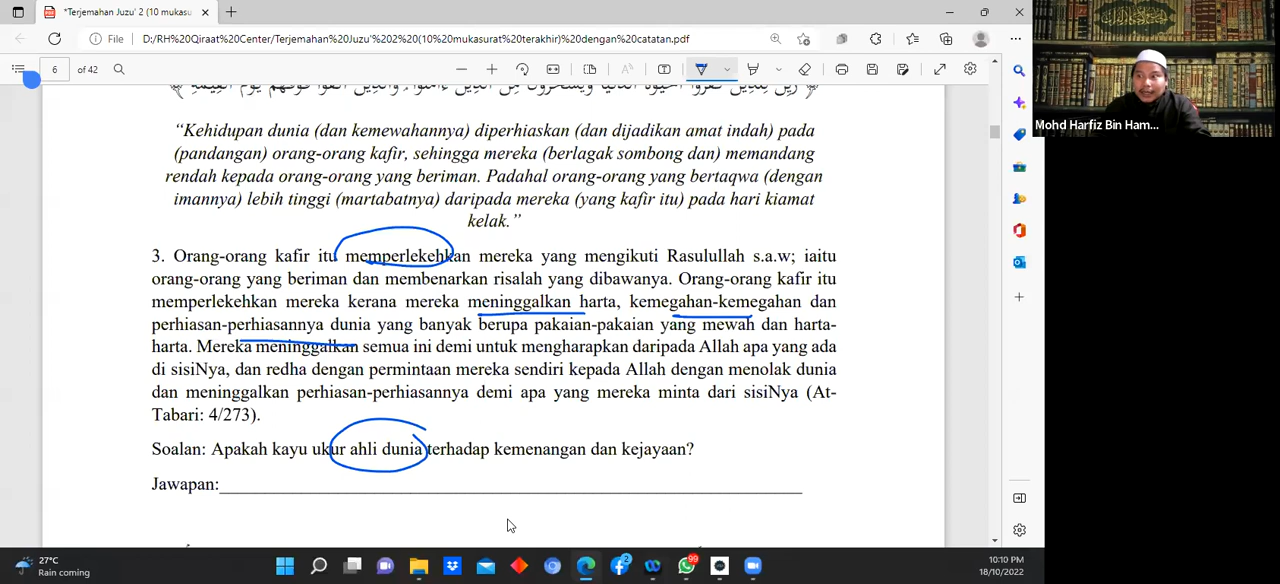 *Terjemahan Juzu' 2 (10 mukasu
File
D:/RH%20Qiraat%20Center/Terjemahan%20Juzu'%202%20(10%20mukasurat%20terakhir)%20dengan%20catatan.pdf
6 of 42
Mohd Harfiz Bin Ham...
“Kehidupan dunia (dan kemewahannya) diperhiaskan (dan dijadikan amat indah) pada
(pandangan) orang-orang kafir, sehingga mereka (berlagak sombong dan) memandang
rendah kepada orang-orang yang beriman. Padahal orang-orang yang bertaqwa (dengan
imannya) lebih tinggi (martabatnya) daripada mereka (yang kafir itu) pada hari kiamat
kelak.”
3. Orang-orang kafir itu memperlekehkan mereka yang mengikuti Rasulullah s.a.w; iaitu
orang-orang yang beriman dan membenarkan risalah yang dibawanya. Orang-orang kafir itu
memperlekehkan mereka kerana mereka meninggalkan harta, kemegahan-kemegahan dan
perhiasan-perhiasannya dunia yang banyak berupa pakaian-pakaian yang mewah dan harta-
harta. Mereka meninggalkan semua ini demi untuk mengharapkan daripada Allah apa yang ada
di sisiNya, dan redha dengan permintaan mereka sendiri kepada Allah dengan menolak dunia
dan meninggalkan perhiasan-perhiasannya demi apa yang mereka minta dari sisiNya (At-
Tabari: 4/273).
Soalan: Apakah kayu ukur ahli dunia terhadap kemenangan dan kejayaan?
Jawapan:
27°C
Rain coming
2
99
10:10 PM
18/10/2022